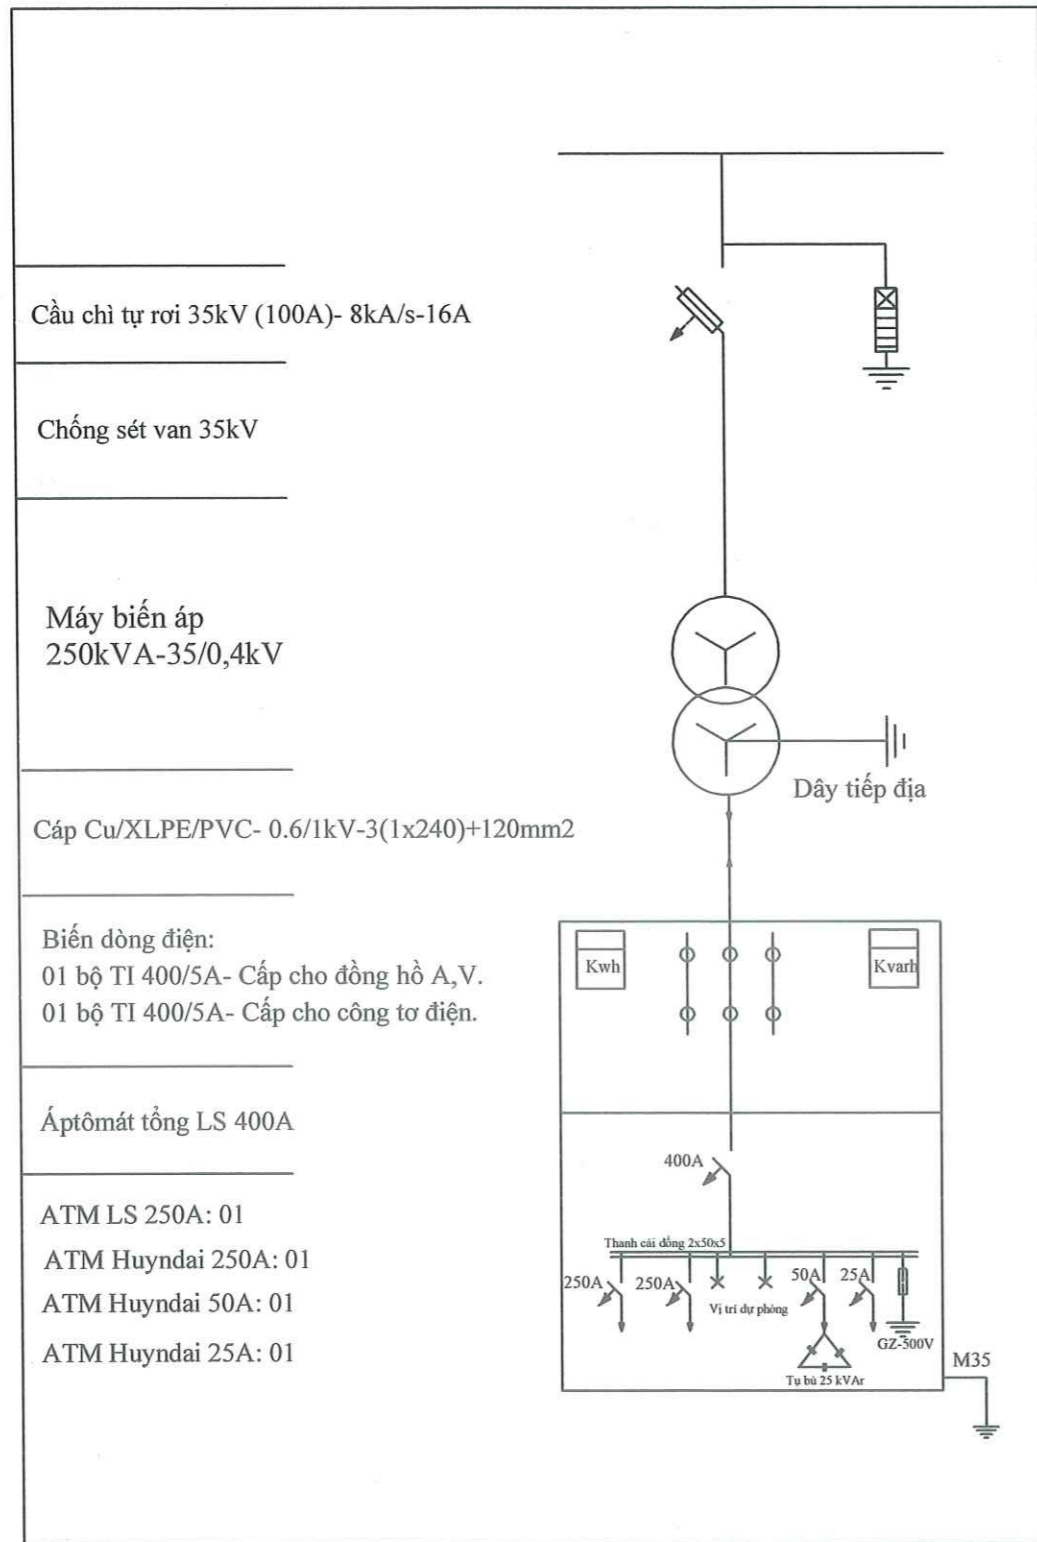 Cầu chì tự rơi 35kV (100A)- 8kA/s-16A
Chống sét van 35kV
Máy biến áp
250kVA-35/0,4kV
Dây tiếp địa
Cáp Cu/XLPE/PVC- 0.6/1kV-3(1x240)+120mm2
Biến dòng điện:
01 bộ TI 400/5A- Cấp cho đồng hồ A,V.
01 bộ TI 400/5A- Cấp cho công tơ điện.
Kwh
Kvarh
Áptômát tổng LS 400A
400A
ATM LS 250A: 01
ATM Huyndai 250A: 01
ATM Huyndai 50A: 01
ATM Huyndai 25A: 01
Thanh cái đồng 2x50x5
250A
250A
50A
25A
Vị trí dự phòng
GZ-500V
Tụ bù 25 kVAr
M35